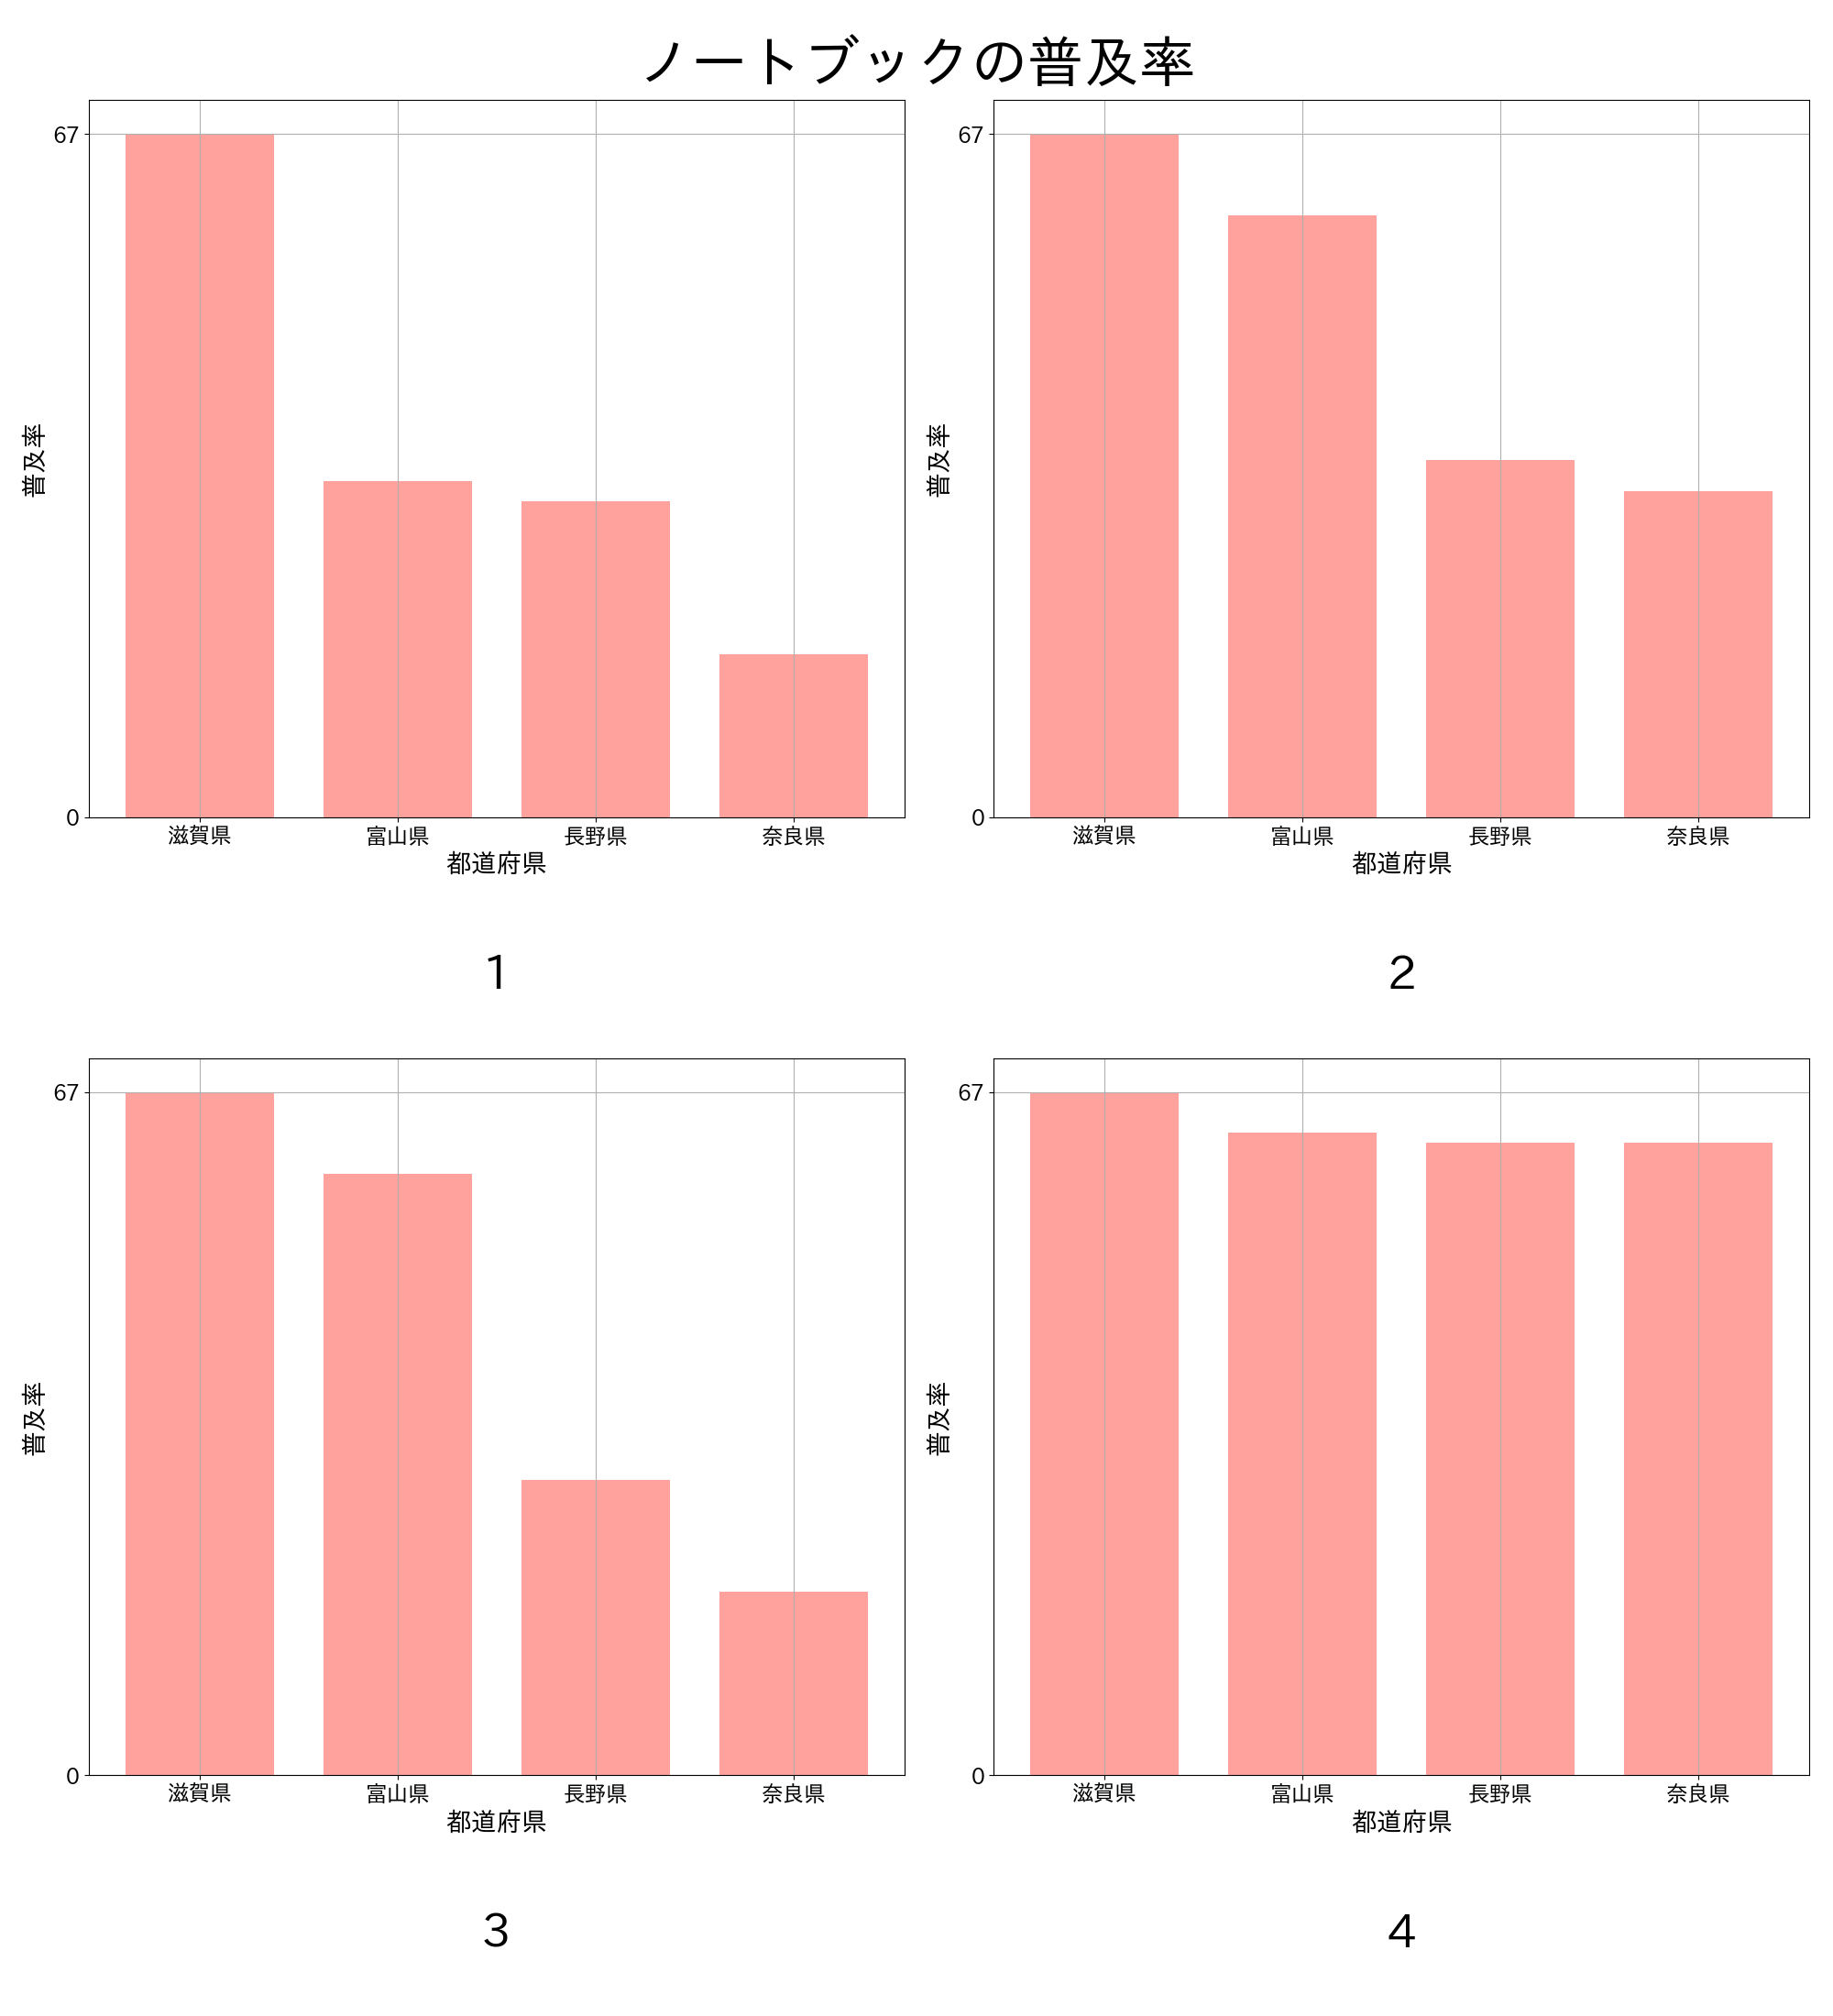 ノートブックの普及率
67
0
普及率
滋賀県 富山県 長野県 奈良県
都道府県
1
67
0
普及率
滋賀県 富山県 長野県 奈良県
都道府県
2
67
0
普及率
滋賀県 富山県 長野県 奈良県
都道府県
3
67
0
普及率
滋賀県 富山県 長野県 奈良県
都道府県
4